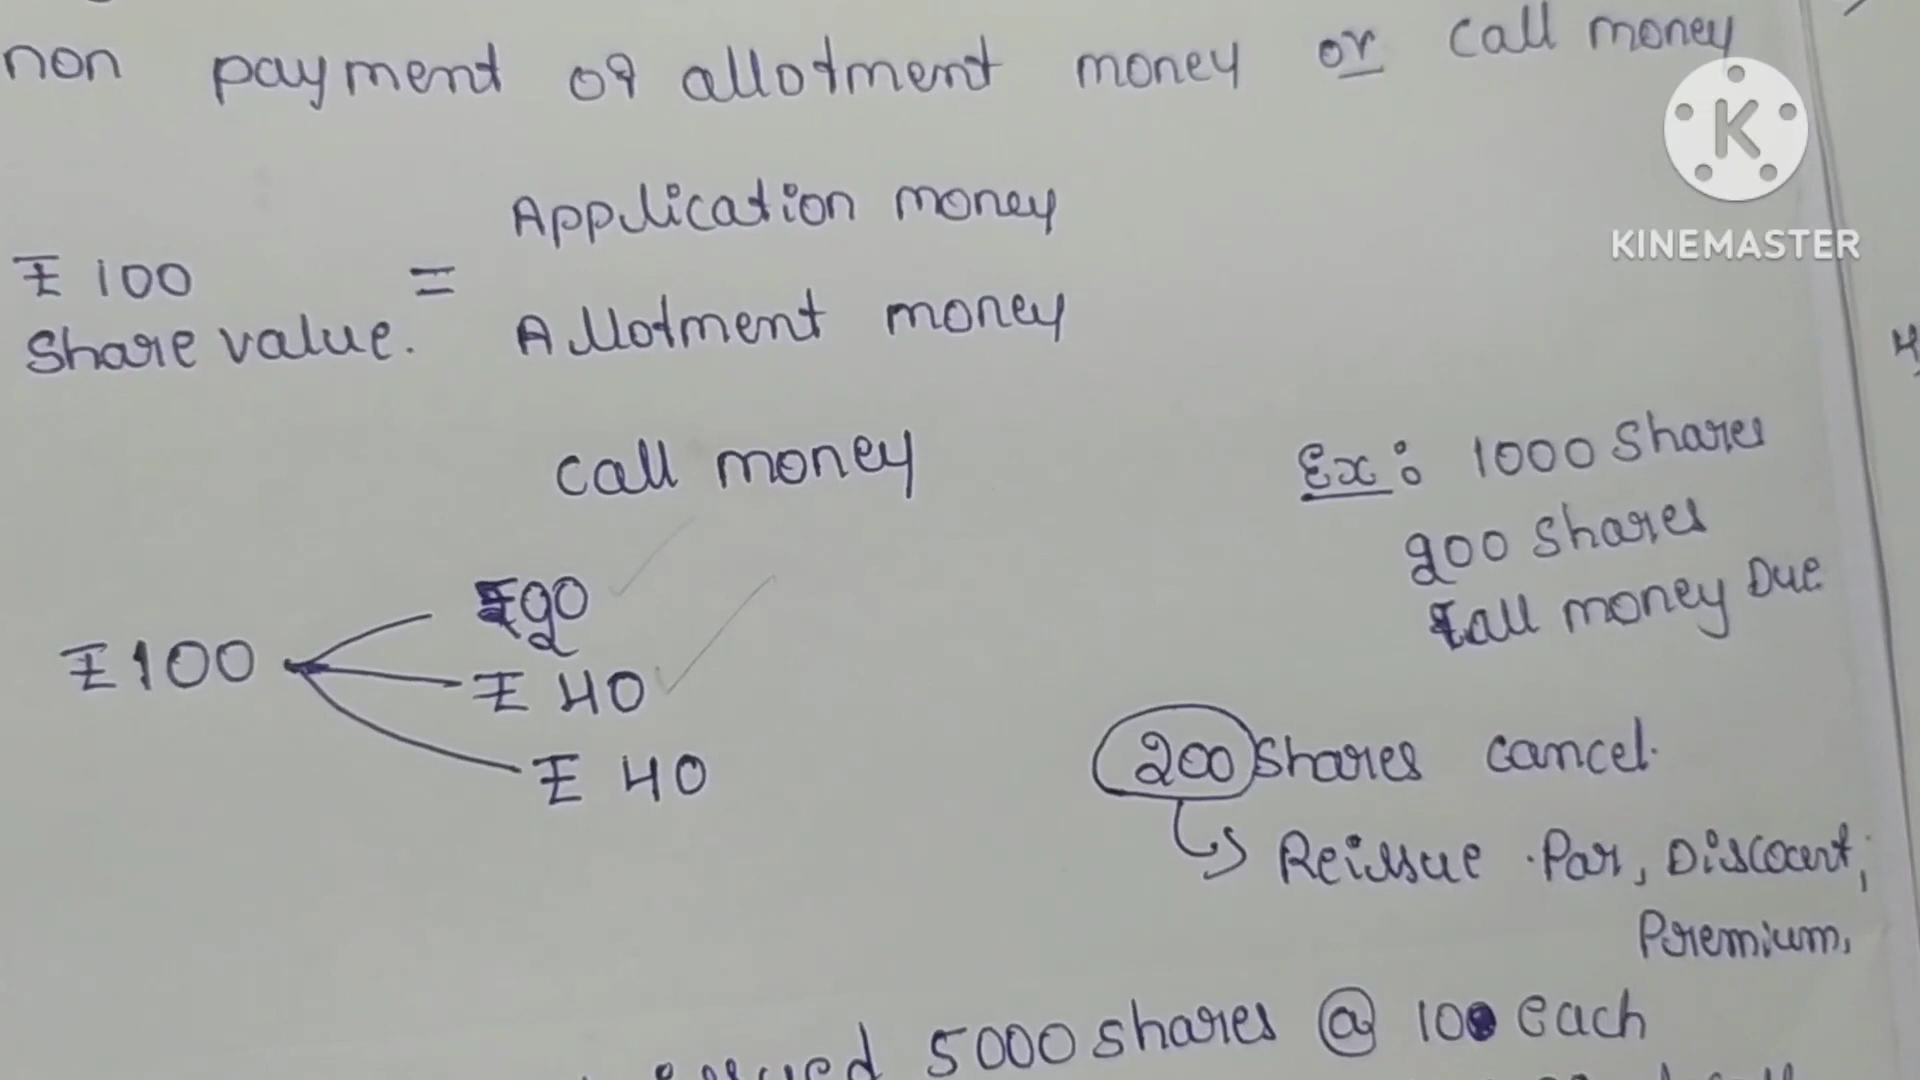 non payment of allotment money or call money
K
KINEMASTER
Application money
₹ 100 =
Share value. Allotment money
call money
Ex: 1000 Shares
200 Shares
call money Due
₹20
₹100 ₹ 40
₹ 40
200 Shares cancel.
Reissue . Par, Discount,
Premium,
5000 shares @ 100 each